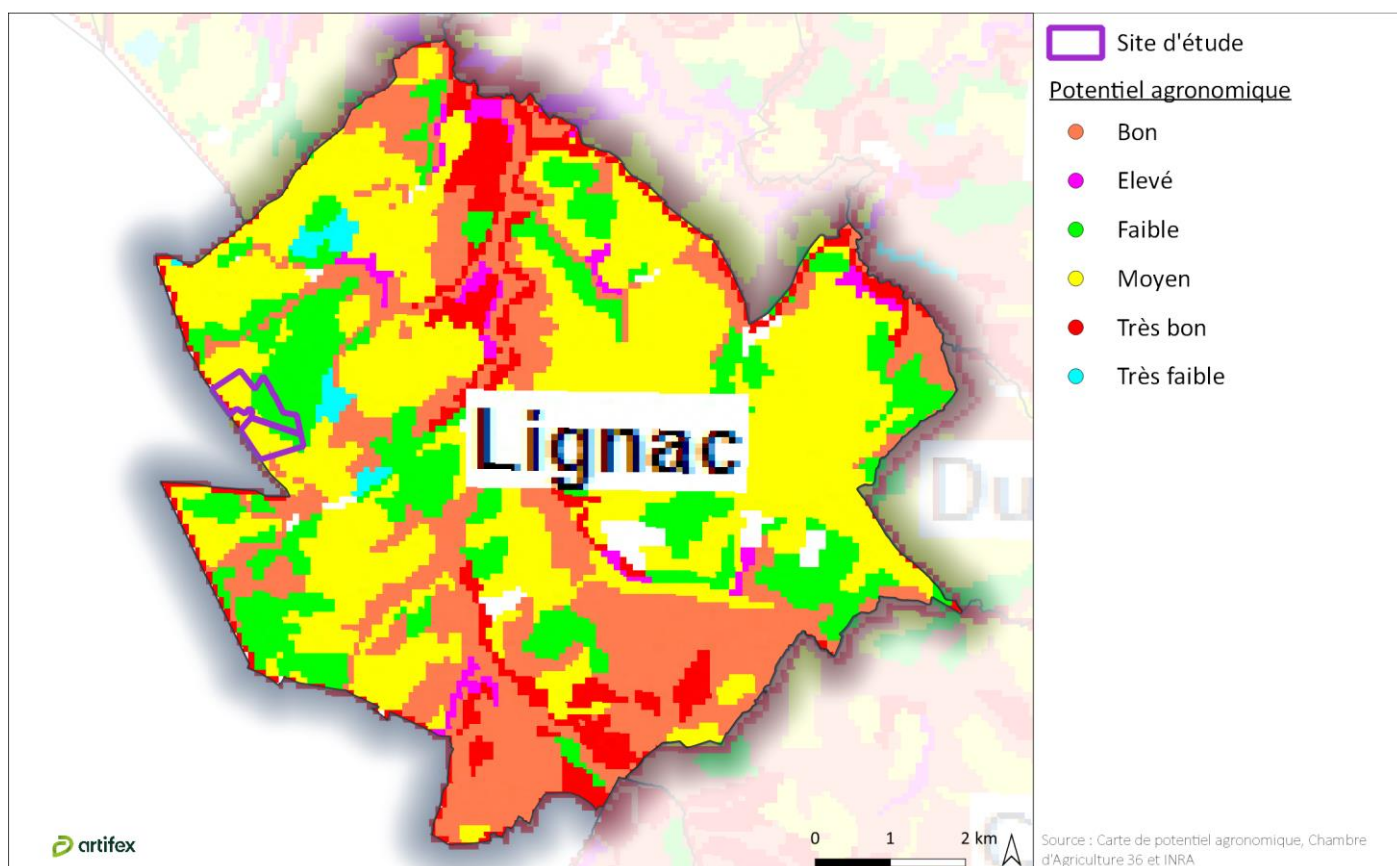 Site d'étude
Potentiel agronomique
Bon
Elevé
Faible
Moyen
Très bon
Très faible
Lignac
Du
0 1 2 km
artifex
Source : Carte de potentiel agronomique, Chambre
d'Agriculture 36 et INRA